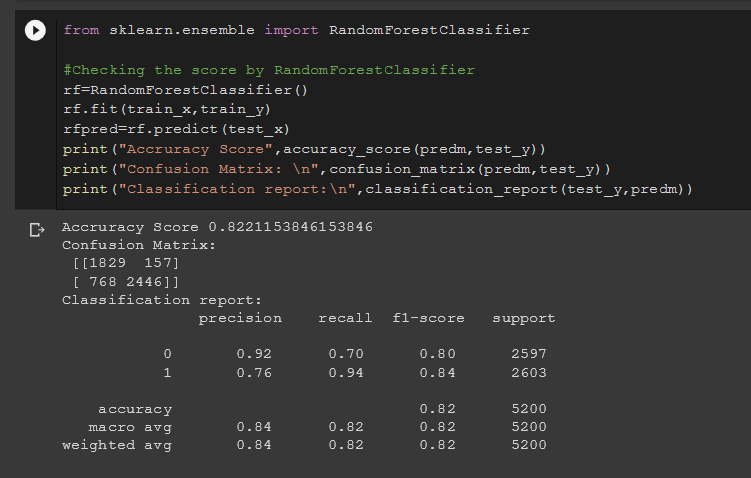 from sklearn.ensemble import RandomForestClassifier
#Checking the score by RandomForestClassifier
rf=RandomForestClassifier()
rf.fit(train_x,train_y)
rfpred=rf.predict(test_x)
print("Accruracy Score",accuracy_score(predm,test_y))
print("Confusion Matrix: \n",confusion_matrix(predm,test_y))
print("Classification report:\n",classification_report(test_y,predm))
Accruracy Score 0.8221153846153846
Confusion Matrix:
[[1829 157]
[ 768 2446]]
Classification report:
precision recall f1-score support
0 0.92 0.70 0.80 2597
1 0.76 0.94 0.84 2603
accuracy 0.82 5200
macro avg 0.84 0.82 0.82 5200
weighted avg 0.84 0.82 0.82 5200